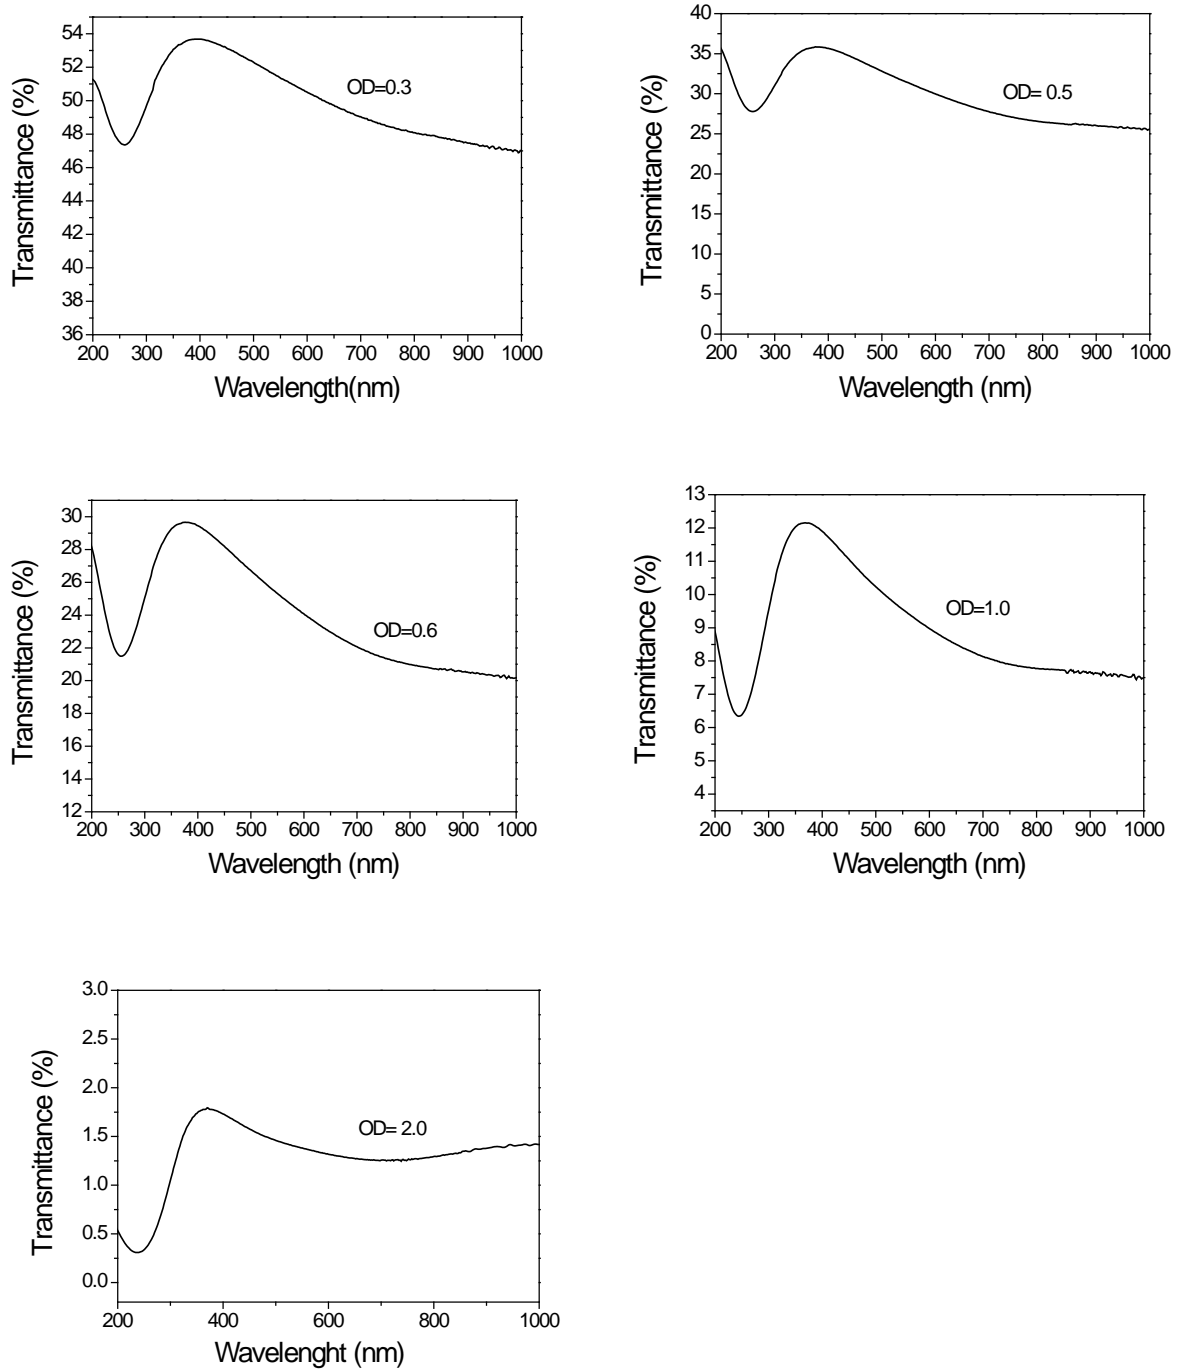 54
52
50
48
46
44
42
40
38
36
Transmittance (%)
OD=0.3
200 300 400 500 600 700 800 900 1000
Wavelength(nm)
40
35
30
25
20
15
10
5
0
Transmittance (%)
OD= 0.5
200 300 400 500 600 700 800 900 1000
Wavelength (nm)
30
28
26
24
22
20
18
16
14
12
Transmittance (%)
OD=0.6
200 300 400 500 600 700 800 900 1000
Wavelength (nm)
13
12
11
10
9
8
7
6
5
4
Transmittance (%)
OD=1.0
200 300 400 500 600 700 800 900 1000
Wavelength (nm)
3.0
2.5
2.0
1.5
1.0
0.5
0.0
Transmittance (%)
OD= 2.0
200 400 600 800 1000
Wavelenght (nm)